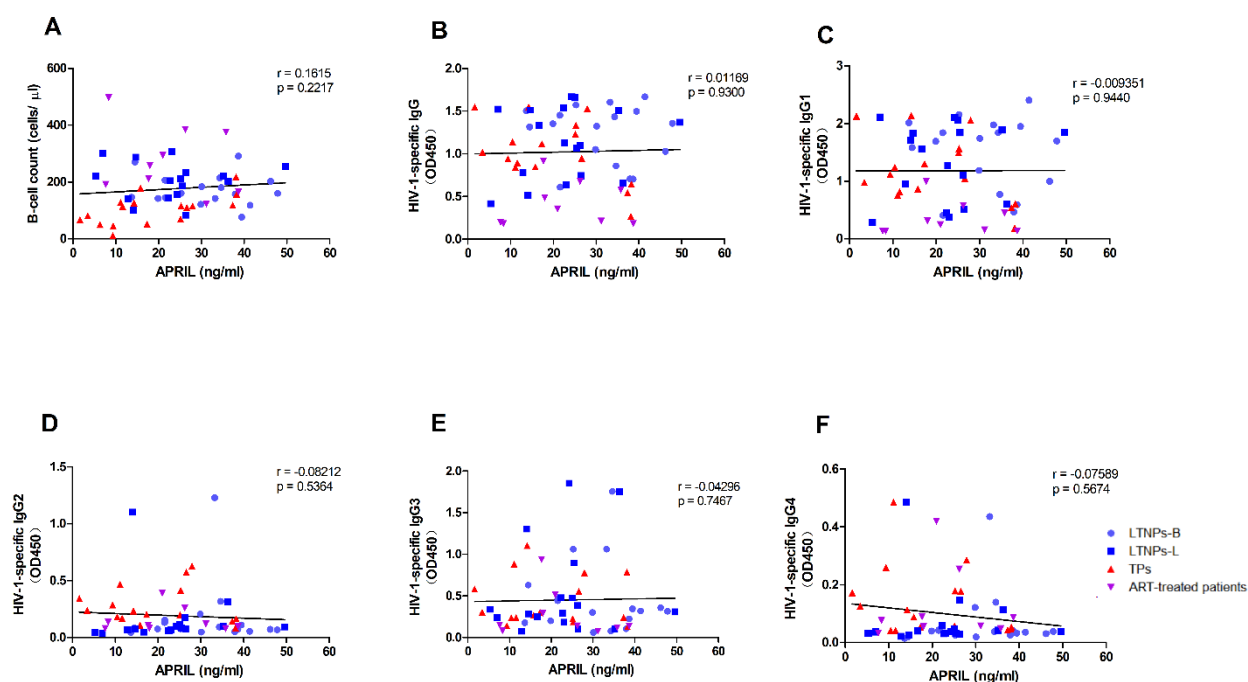 A
B-cell count (cells/ μl)
600
400
200
0
0 10 20 30 40 50 60
APRIL (ng/ml)
r = 0.1615
p = 0.2217
B
HIV-1-specific IgG
（OD450）
2.0
1.5
1.0
0.5
0.0
0 10 20 30 40 50 60
APRIL (ng/ml)
r = 0.01169
p = 0.9300
C
HIV-1-specific IgG1
（OD450）
3
2
1
0
0 10 20 30 40 50 60
APRIL (ng/ml)
r = -0.009351
p = 0.9440
D
HIV-1-specific IgG2
（OD450）
1.5
1.0
0.5
0.0
0 10 20 30 40 50 60
APRIL (ng/ml)
r = -0.08212
p = 0.5364
E
HIV-1-specific IgG3
（OD450）
2.0
1.5
1.0
0.5
0.0
0 10 20 30 40 50 60
APRIL (ng/ml)
r = -0.04296
p = 0.7467
F
HIV-1-specific IgG4
（OD450）
0.6
0.4
0.2
0.0
0 10 20 30 40 50 60
APRIL (ng/ml)
r = -0.07589
p = 0.5674
LTNPs-B
LTNPs-L
TPs
ART-treated patients